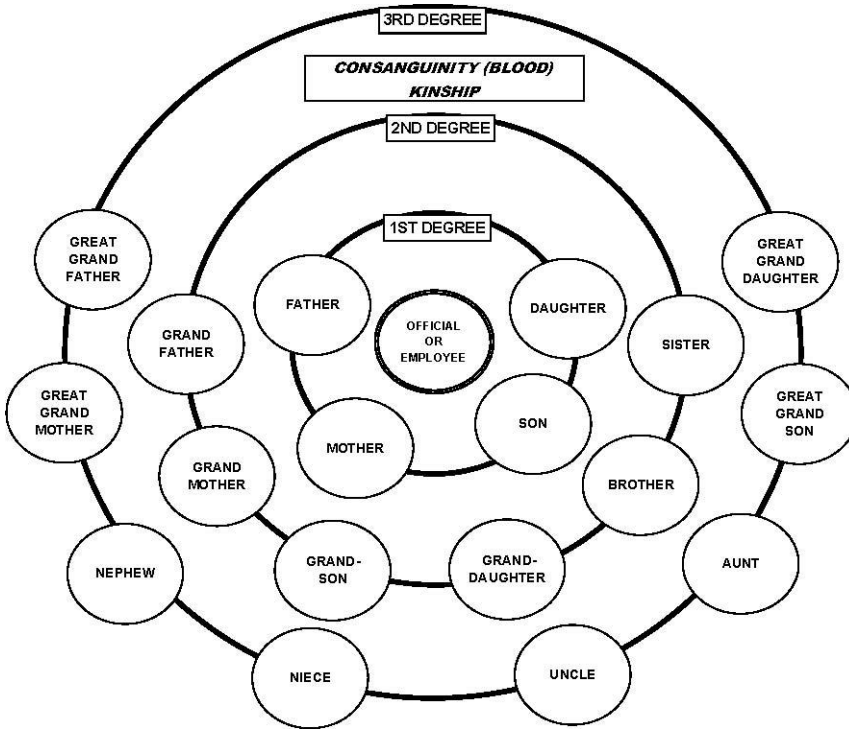 3RD DEGREE
CONSANGUINITY (BLOOD)
KINSHIP
2ND DEGREE
1ST DEGREE
GREAT
GRAND
FATHER
GREAT
GRAND
DAUGHTER
FATHER
DAUGHTER
OFFICIAL
OR
EMPLOYEE
GRAND
FATHER
SISTER
GREAT
GRAND
MOTHER
GREAT
GRAND
SON
MOTHER
SON
GRAND
MOTHER
BROTHER
NEPHEW
GRAND-
SON
GRAND-
DAUGHTER
AUNT
NIECE
UNCLE